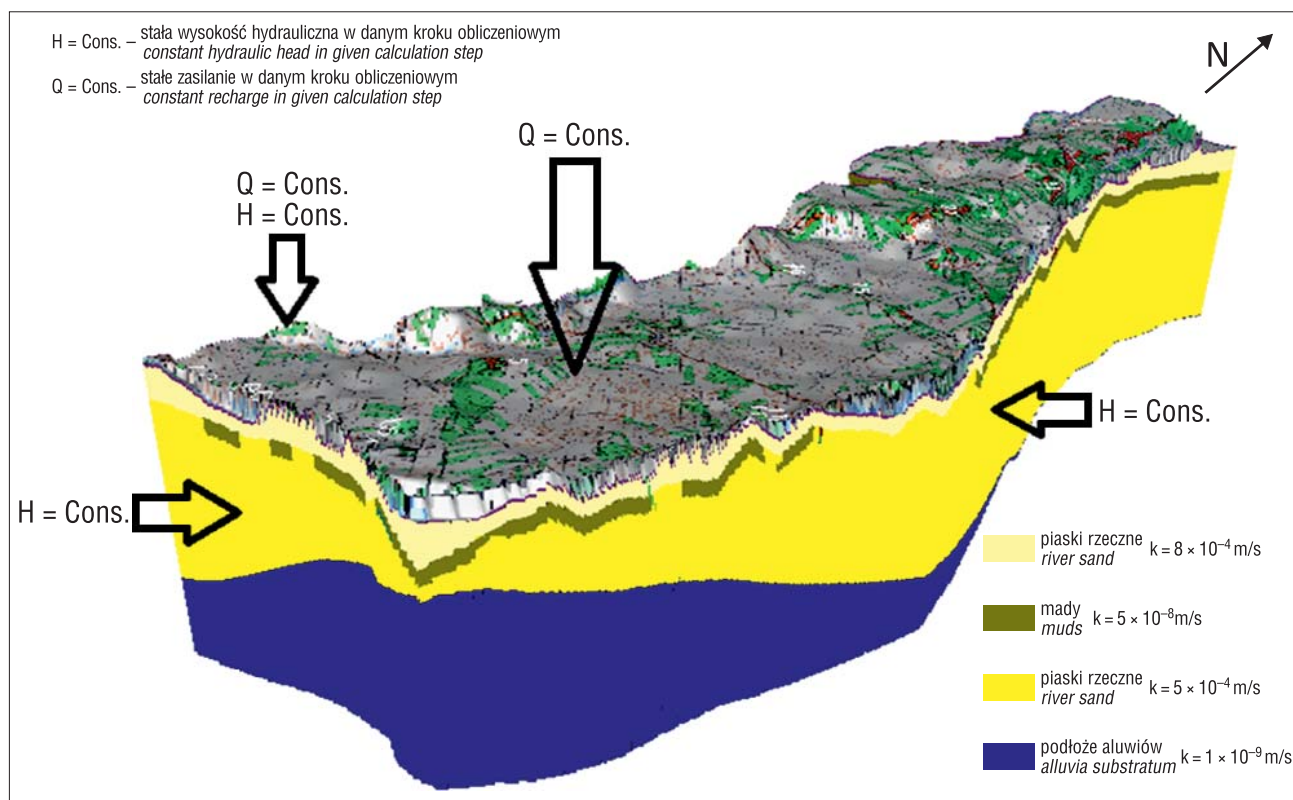 H = Cons. – stała wysokość hydrauliczna w danym kroku obliczeniowym
constant hydraulic head in given calculation step
Q = Cons. – stałe zasilanie w danym kroku obliczeniowym
constant recharge in given calculation step
N
Q = Cons.
Q = Cons.
H = Cons.
H = Cons.
H = Cons.
piaski rzeczne k = 8 × 10⁻⁴ m/s
river sand
mady k = 5 × 10⁻⁸ m/s
muds
piaski rzeczne k = 5 × 10⁻⁴ m/s
river sand
podłoże aluwiów k = 1 × 10⁻⁹ m/s
alluvia substratum